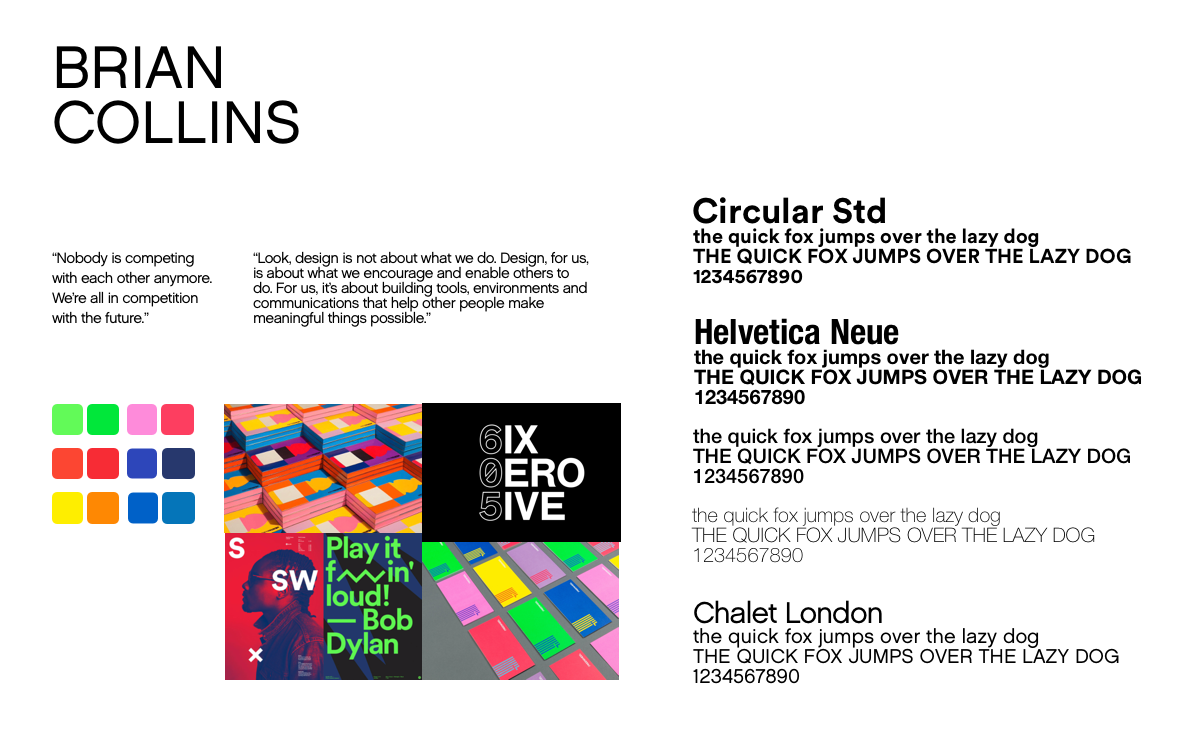 BRIAN
COLLINS
“Nobody is competing
with each other anymore.
We’re all in competition
with the future.”
“Look, design is not about what we do. Design, for us,
is about what we encourage and enable others to
do. For us, it’s about building tools, environments and
communications that help other people make
meaningful things possible.”
6IX
0ERO
5IVE
S
SW
×
Play it
f in'
loud!
— Bob
Dylan
Circular Std
the quick fox jumps over the lazy dog
THE QUICK FOX JUMPS OVER THE LAZY DOG
1234567890
Helvetica Neue
the quick fox jumps over the lazy dog
THE QUICK FOX JUMPS OVER THE LAZY DOG
1234567890
the quick fox jumps over the lazy dog
THE QUICK FOX JUMPS OVER THE LAZY DOG
1234567890
the quick fox jumps over the lazy dog
THE QUICK FOX JUMPS OVER THE LAZY DOG
1234567890
Chalet London
the quick fox jumps over the lazy dog
THE QUICK FOX JUMPS OVER THE LAZY DOG
1234567890